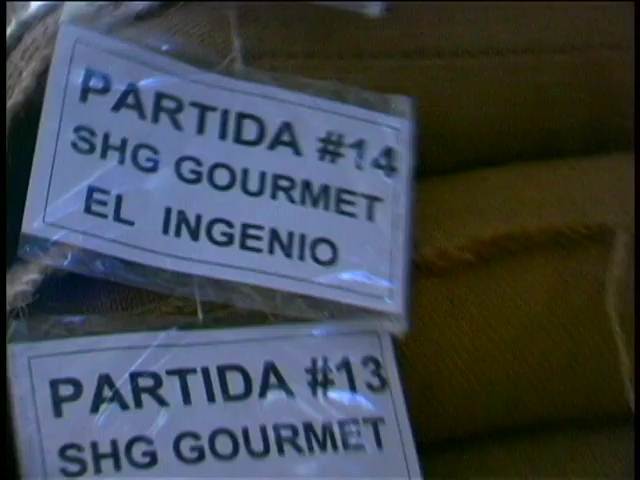 PARTIDA #14
SHG GOURMET
EL INGENIO
PARTIDA #13
SHG GOURMET